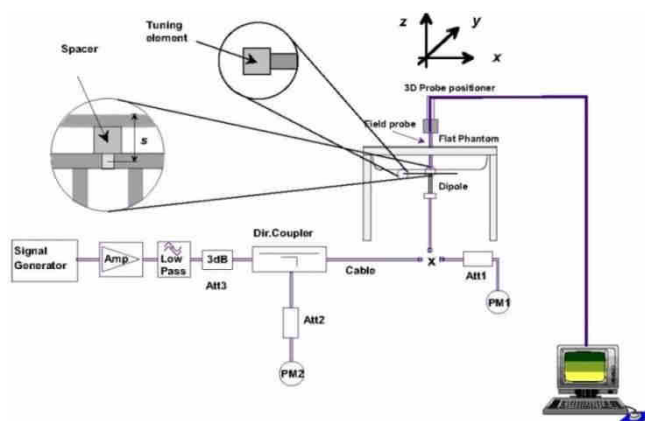 Tuning
element
Spacer
s
z
y
x
3D Probe positioner
Field probe
Flat Phantom
Dipole
Signal
Generator
Amp
Low
Pass
3dB
Att3
Dir.Coupler
Cable
x
Att1
PM1
Att2
PM2